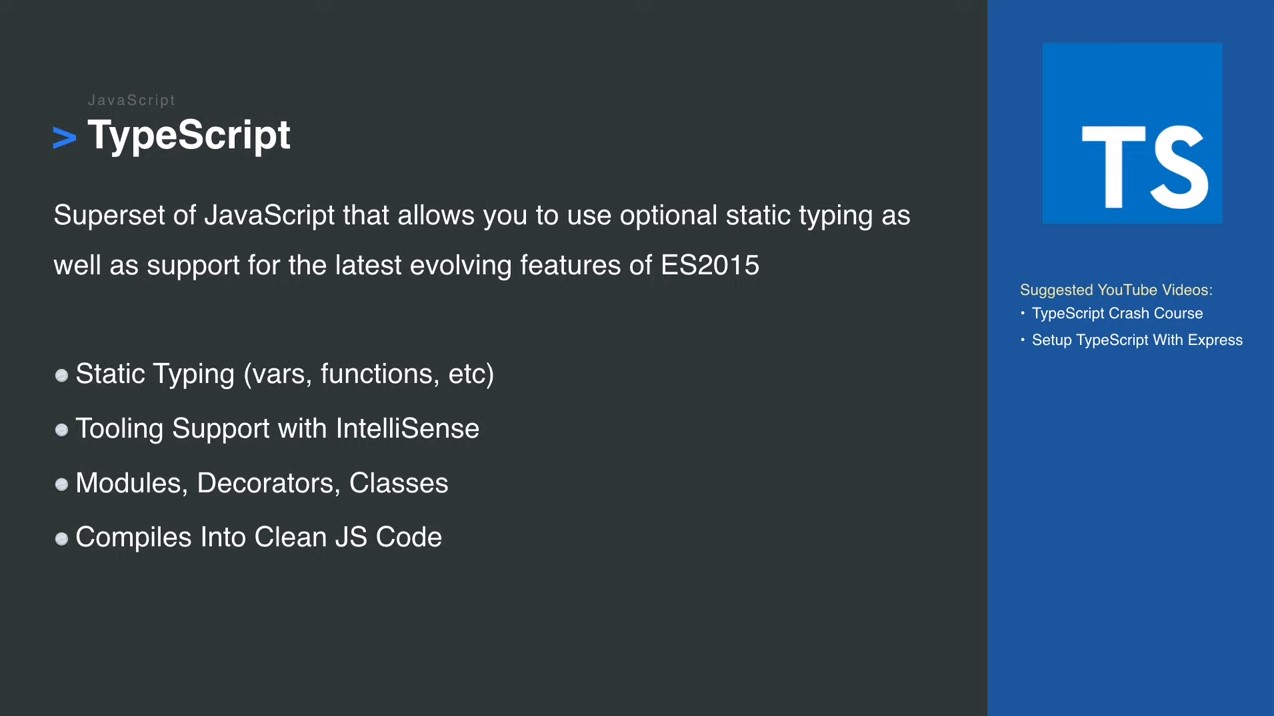 JavaScript
> TypeScript
Superset of JavaScript that allows you to use optional static typing as
well as support for the latest evolving features of ES2015
Static Typing (vars, functions, etc)
Tooling Support with IntelliSense
Modules, Decorators, Classes
Compiles Into Clean JS Code
TS
Suggested YouTube Videos:
• TypeScript Crash Course
• Setup TypeScript With Express